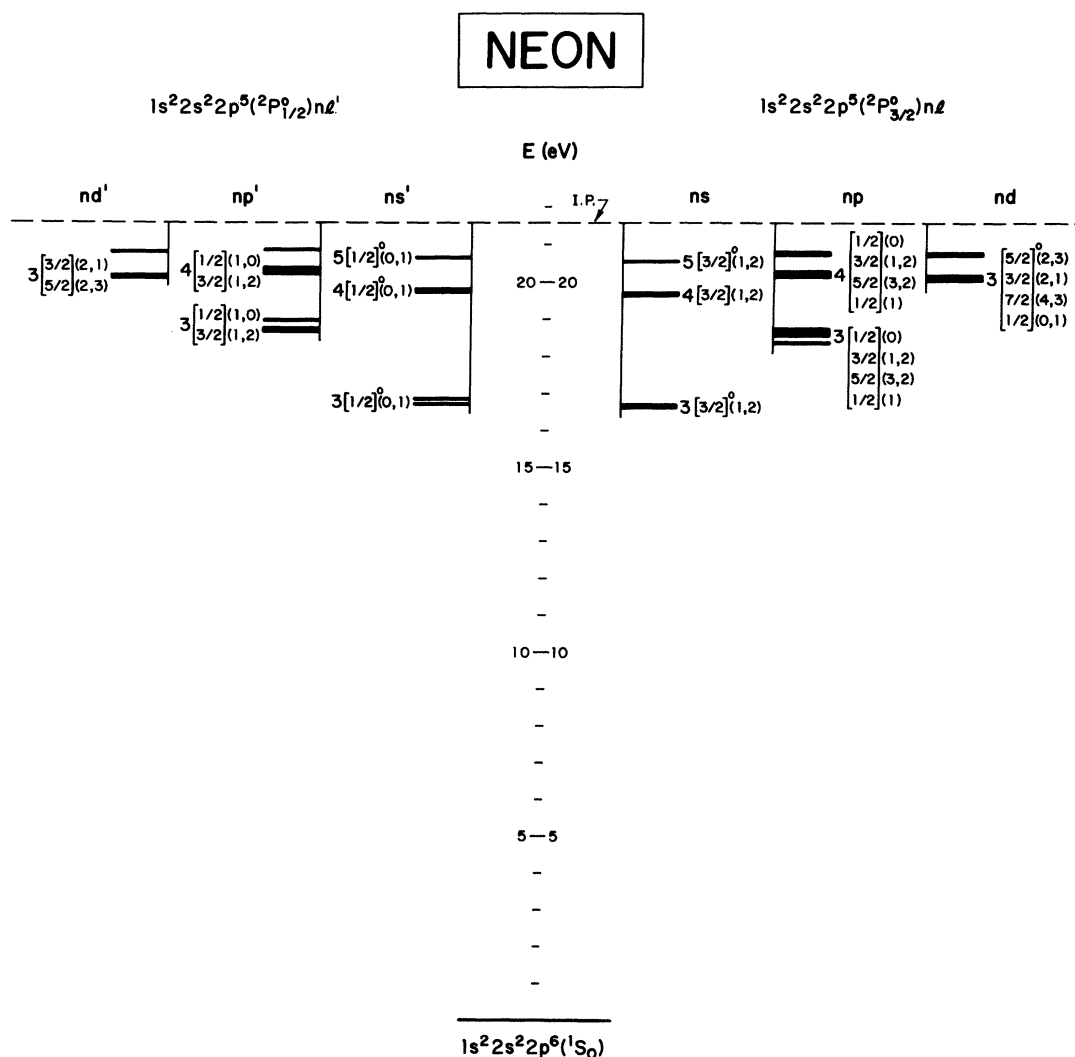 NEON
1s²2s²2p⁵(²P°₁/₂)nℓ'
1s²2s²2p⁵(²P°₃/₂)nℓ
E (eV)
nd'
np'
ns'
I.P.
ns
np
nd
3 [3/2](2,1)
[5/2](2,3)
4 [1/2](1,0)
[3/2](1,2)
3 [1/2](1,0)
[3/2](1,2)
5[1/2]°(0,1)
4[1/2]°(0,1)
3[1/2]°(0,1)
20—20
15—15
10—10
5—5
5[3/2]°(1,2)
4[3/2](1,2)
3[3/2]°(1,2)
4 [1/2](0)
3/2](1,2)
5/2](3,2)
[1/2](1)
3 [1/2](0)
3/2](1,2)
5/2](3,2)
[1/2](1)
3 [5/2]°(2,3)
3/2](2,1)
7/2](4,3)
[1/2](0,1)
1s²2s²2p⁶(¹S₀)